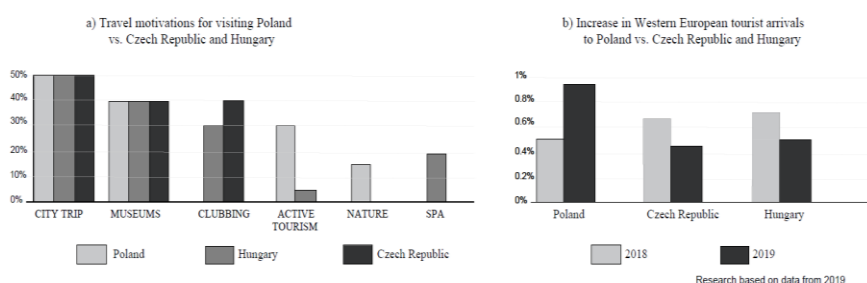 a) Travel motivations for visiting Poland
vs. Czech Republic and Hungary
50%
40%
30%
20%
10%
0%
CITY TRIP MUSEUMS CLUBBING ACTIVE TOURISM NATURE SPA
Poland Hungary Czech Republic
b) Increase in Western European tourist arrivals
to Poland vs. Czech Republic and Hungary
1%
0.8%
0.6%
0.4%
0.2%
0%
Poland Czech Republic Hungary
2018 2019
Research based on data from 2019